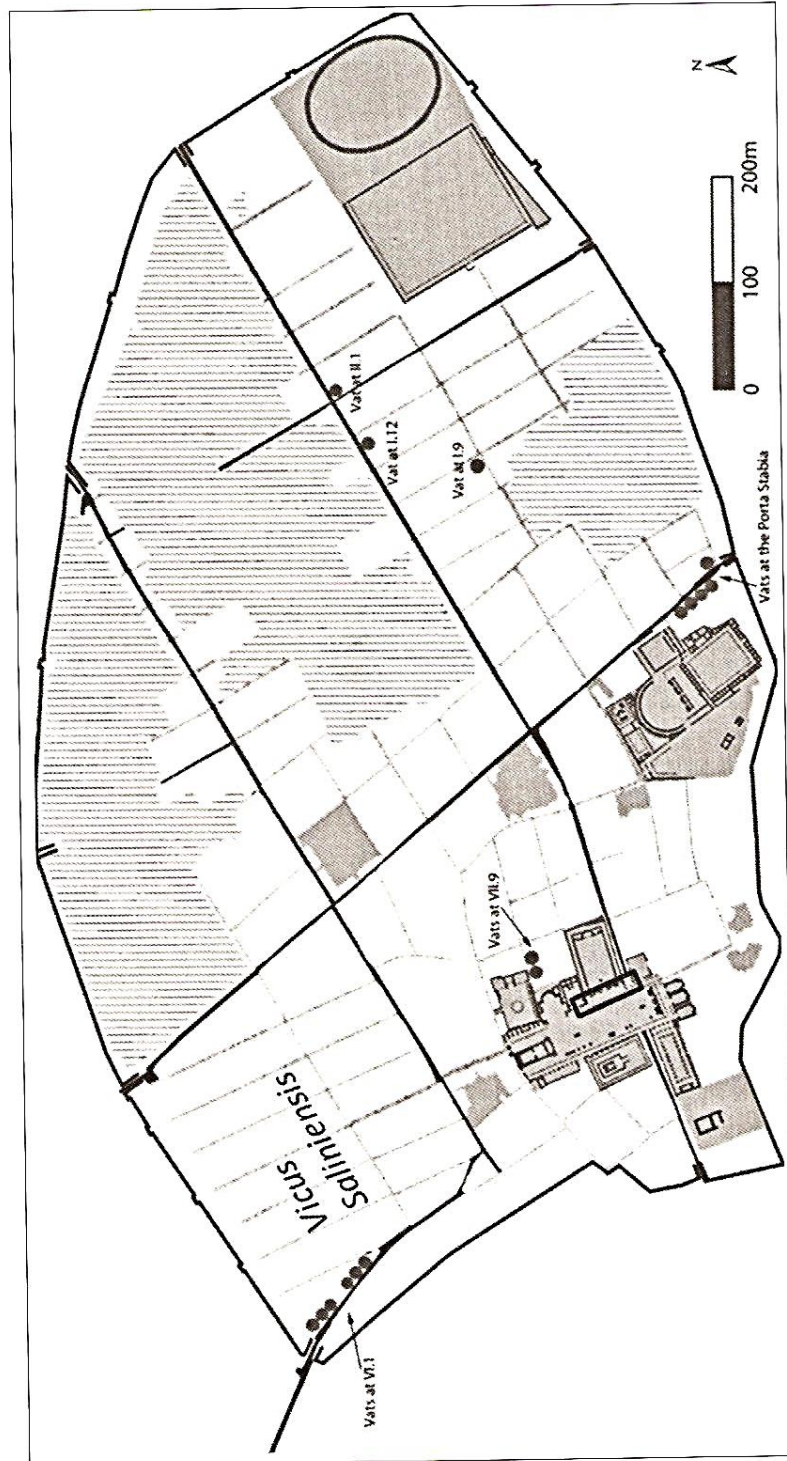 N
0
100
200m
Vat at II.1
Vat at I.12
Vat at I.9
Vats at the Porta Stabia
Vats at VII.9
Vicus
Saliniensis
Vats at VI.1